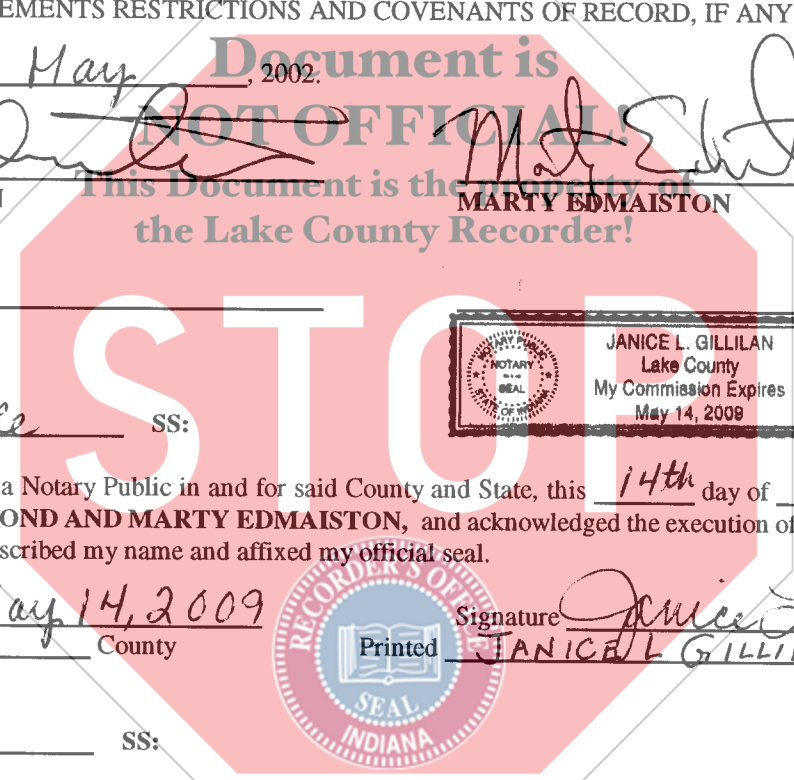 EMENTS RESTRICTIONS AND COVENANTS OF RECORD, IF ANY
Document is
May, 2002.
NOT OFFICIAL!
This Document is the property of
MARTY EDMAISTON
the Lake County Recorder!
STOP
NOTARY PUBLIC
NOTARY
SEAL
STATE OF INDIANA
JANICE L. GILLILAN
Lake County
My Commission Expires
May 14, 2009
SS:
a Notary Public in and for said County and State, this 14th day of
OND AND MARTY EDMAISTON, and acknowledged the execution of
scribed my name and affixed my official seal.
RECORDER'S OFFICE
SEAL
INDIANA
ay 14, 2009
Signature Janice
County
Printed JANICE L GILLI
SS: